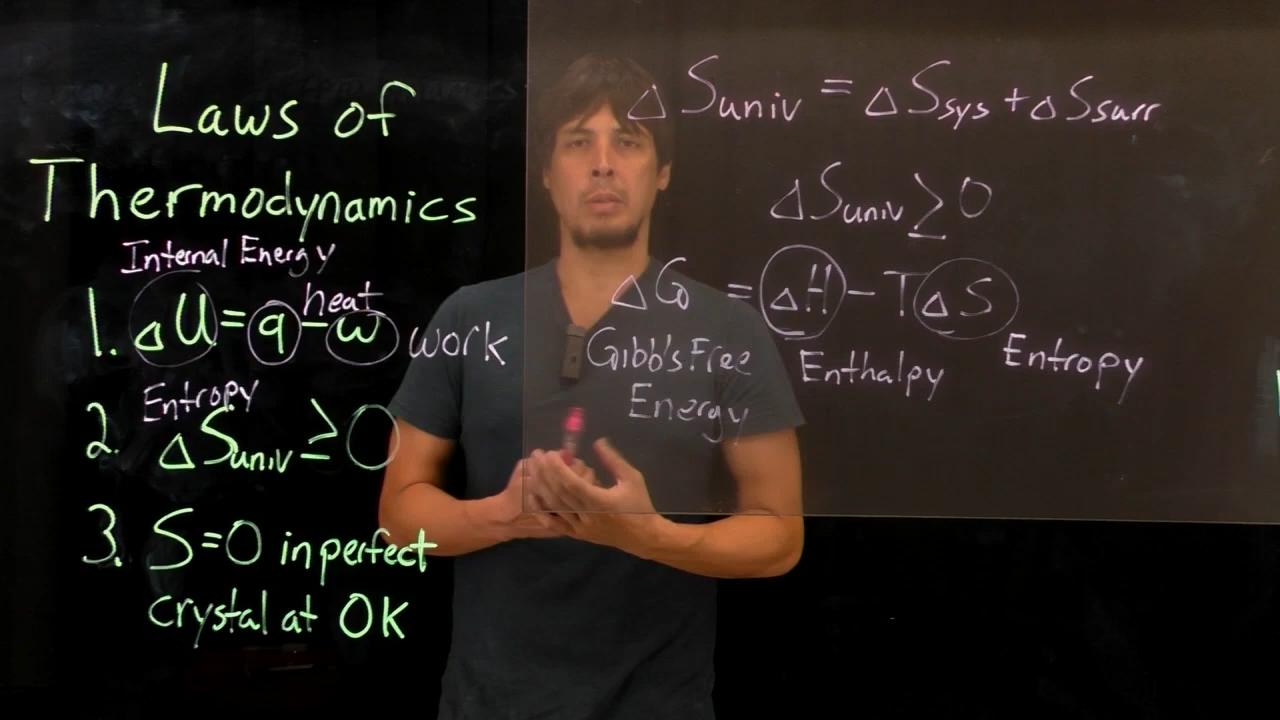 Laws of
Thermodynamics
Internal Energy
heat
1. ΔU=q-w work
Entropy
2. ΔSuniv ≥0
3. S=0 in perfect
crystal at 0K
ΔSuniv = ΔSsys + ΔSsurr
ΔSuniv ≥ 0
ΔG = ΔH - TΔS
Gibb's Free
Energy
Enthalpy
Entropy